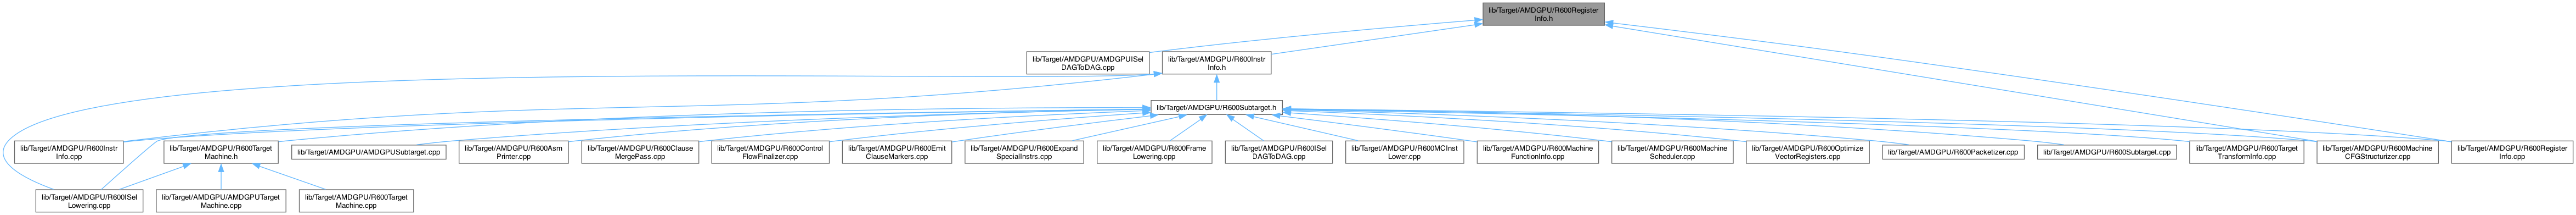 lib/Target/AMDGPU/R600Register
Info.h
lib/Target/AMDGPU/AMDGPUISel
DAGToDAG.cpp
lib/Target/AMDGPU/R600Instr
Info.h
lib/Target/AMDGPU/R600Subtarget.h
lib/Target/AMDGPU/R600Instr
Info.cpp
lib/Target/AMDGPU/R600Target
Machine.h
lib/Target/AMDGPU/AMDGPUSubtarget.cpp
lib/Target/AMDGPU/R600Asm
Printer.cpp
lib/Target/AMDGPU/R600Clause
MergePass.cpp
lib/Target/AMDGPU/R600Control
FlowFinalizer.cpp
lib/Target/AMDGPU/R600Emit
ClauseMarkers.cpp
lib/Target/AMDGPU/R600Expand
SpecialInstrs.cpp
lib/Target/AMDGPU/R600Frame
Lowering.cpp
lib/Target/AMDGPU/R600ISel
DAGToDAG.cpp
lib/Target/AMDGPU/R600MCInst
Lower.cpp
lib/Target/AMDGPU/R600Machine
FunctionInfo.cpp
lib/Target/AMDGPU/R600Machine
Scheduler.cpp
lib/Target/AMDGPU/R600Optimize
VectorRegisters.cpp
lib/Target/AMDGPU/R600Packetizer.cpp
lib/Target/AMDGPU/R600Subtarget.cpp
lib/Target/AMDGPU/R600Target
TransformInfo.cpp
lib/Target/AMDGPU/R600Machine
CFGStructurizer.cpp
lib/Target/AMDGPU/R600Register
Info.cpp
lib/Target/AMDGPU/R600ISel
Lowering.cpp
lib/Target/AMDGPU/AMDGPUTarget
Machine.cpp
lib/Target/AMDGPU/R600Target
Machine.cpp